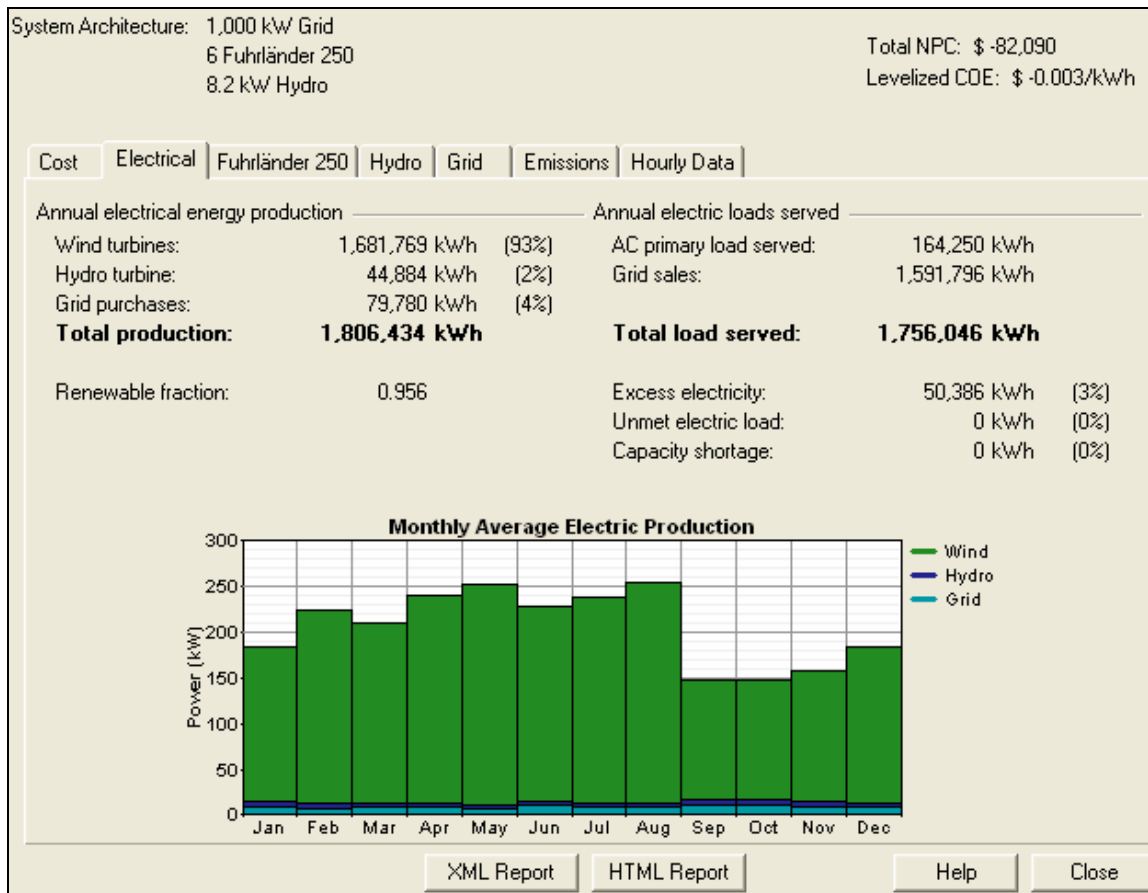 System Architecture: 1,000 kW Grid
6 Fuhrländer 250
8.2 kW Hydro
Total NPC: $ -82,090
Levelized COE: $ -0.003/kWh
Cost Electrical Fuhrländer 250 Hydro Grid Emissions Hourly Data
Annual electrical energy production
Wind turbines: 1,681,769 kWh (93%)
Hydro turbine: 44,884 kWh (2%)
Grid purchases: 79,780 kWh (4%)
Total production: 1,806,434 kWh
Renewable fraction: 0.956
Annual electric loads served
AC primary load served: 164,250 kWh
Grid sales: 1,591,796 kWh
Total load served: 1,756,046 kWh
Excess electricity: 50,386 kWh (3%)
Unmet electric load: 0 kWh (0%)
Capacity shortage: 0 kWh (0%)
Monthly Average Electric Production
Power (kW)
300
250
200
150
100
50
0
Jan Feb Mar Apr May Jun Jul Aug Sep Oct Nov Dec
Wind
Hydro
Grid
XML Report HTML Report Help Close